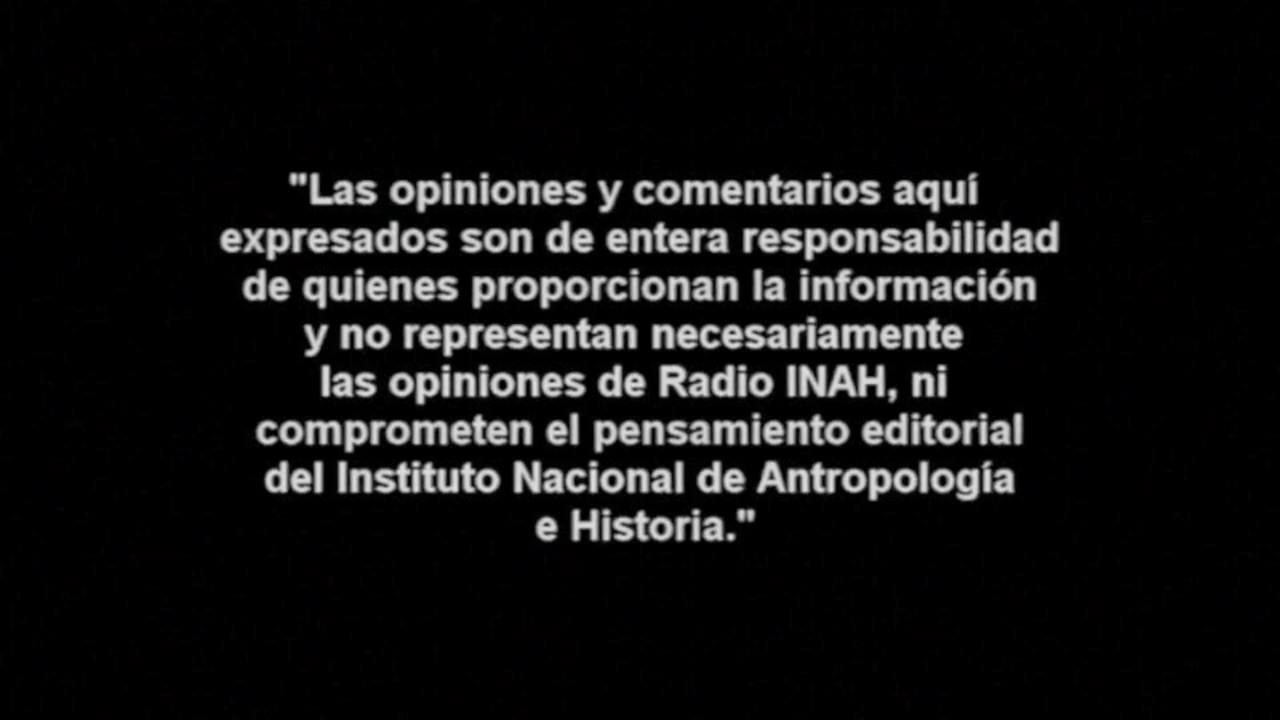 "Las opiniones y comentarios aquí
expresados son de entera responsabilidad
de quienes proporcionan la información
y no representan necesariamente
las opiniones de Radio INAH, ni
comprometen el pensamiento editorial
del Instituto Nacional de Antropología
e Historia."